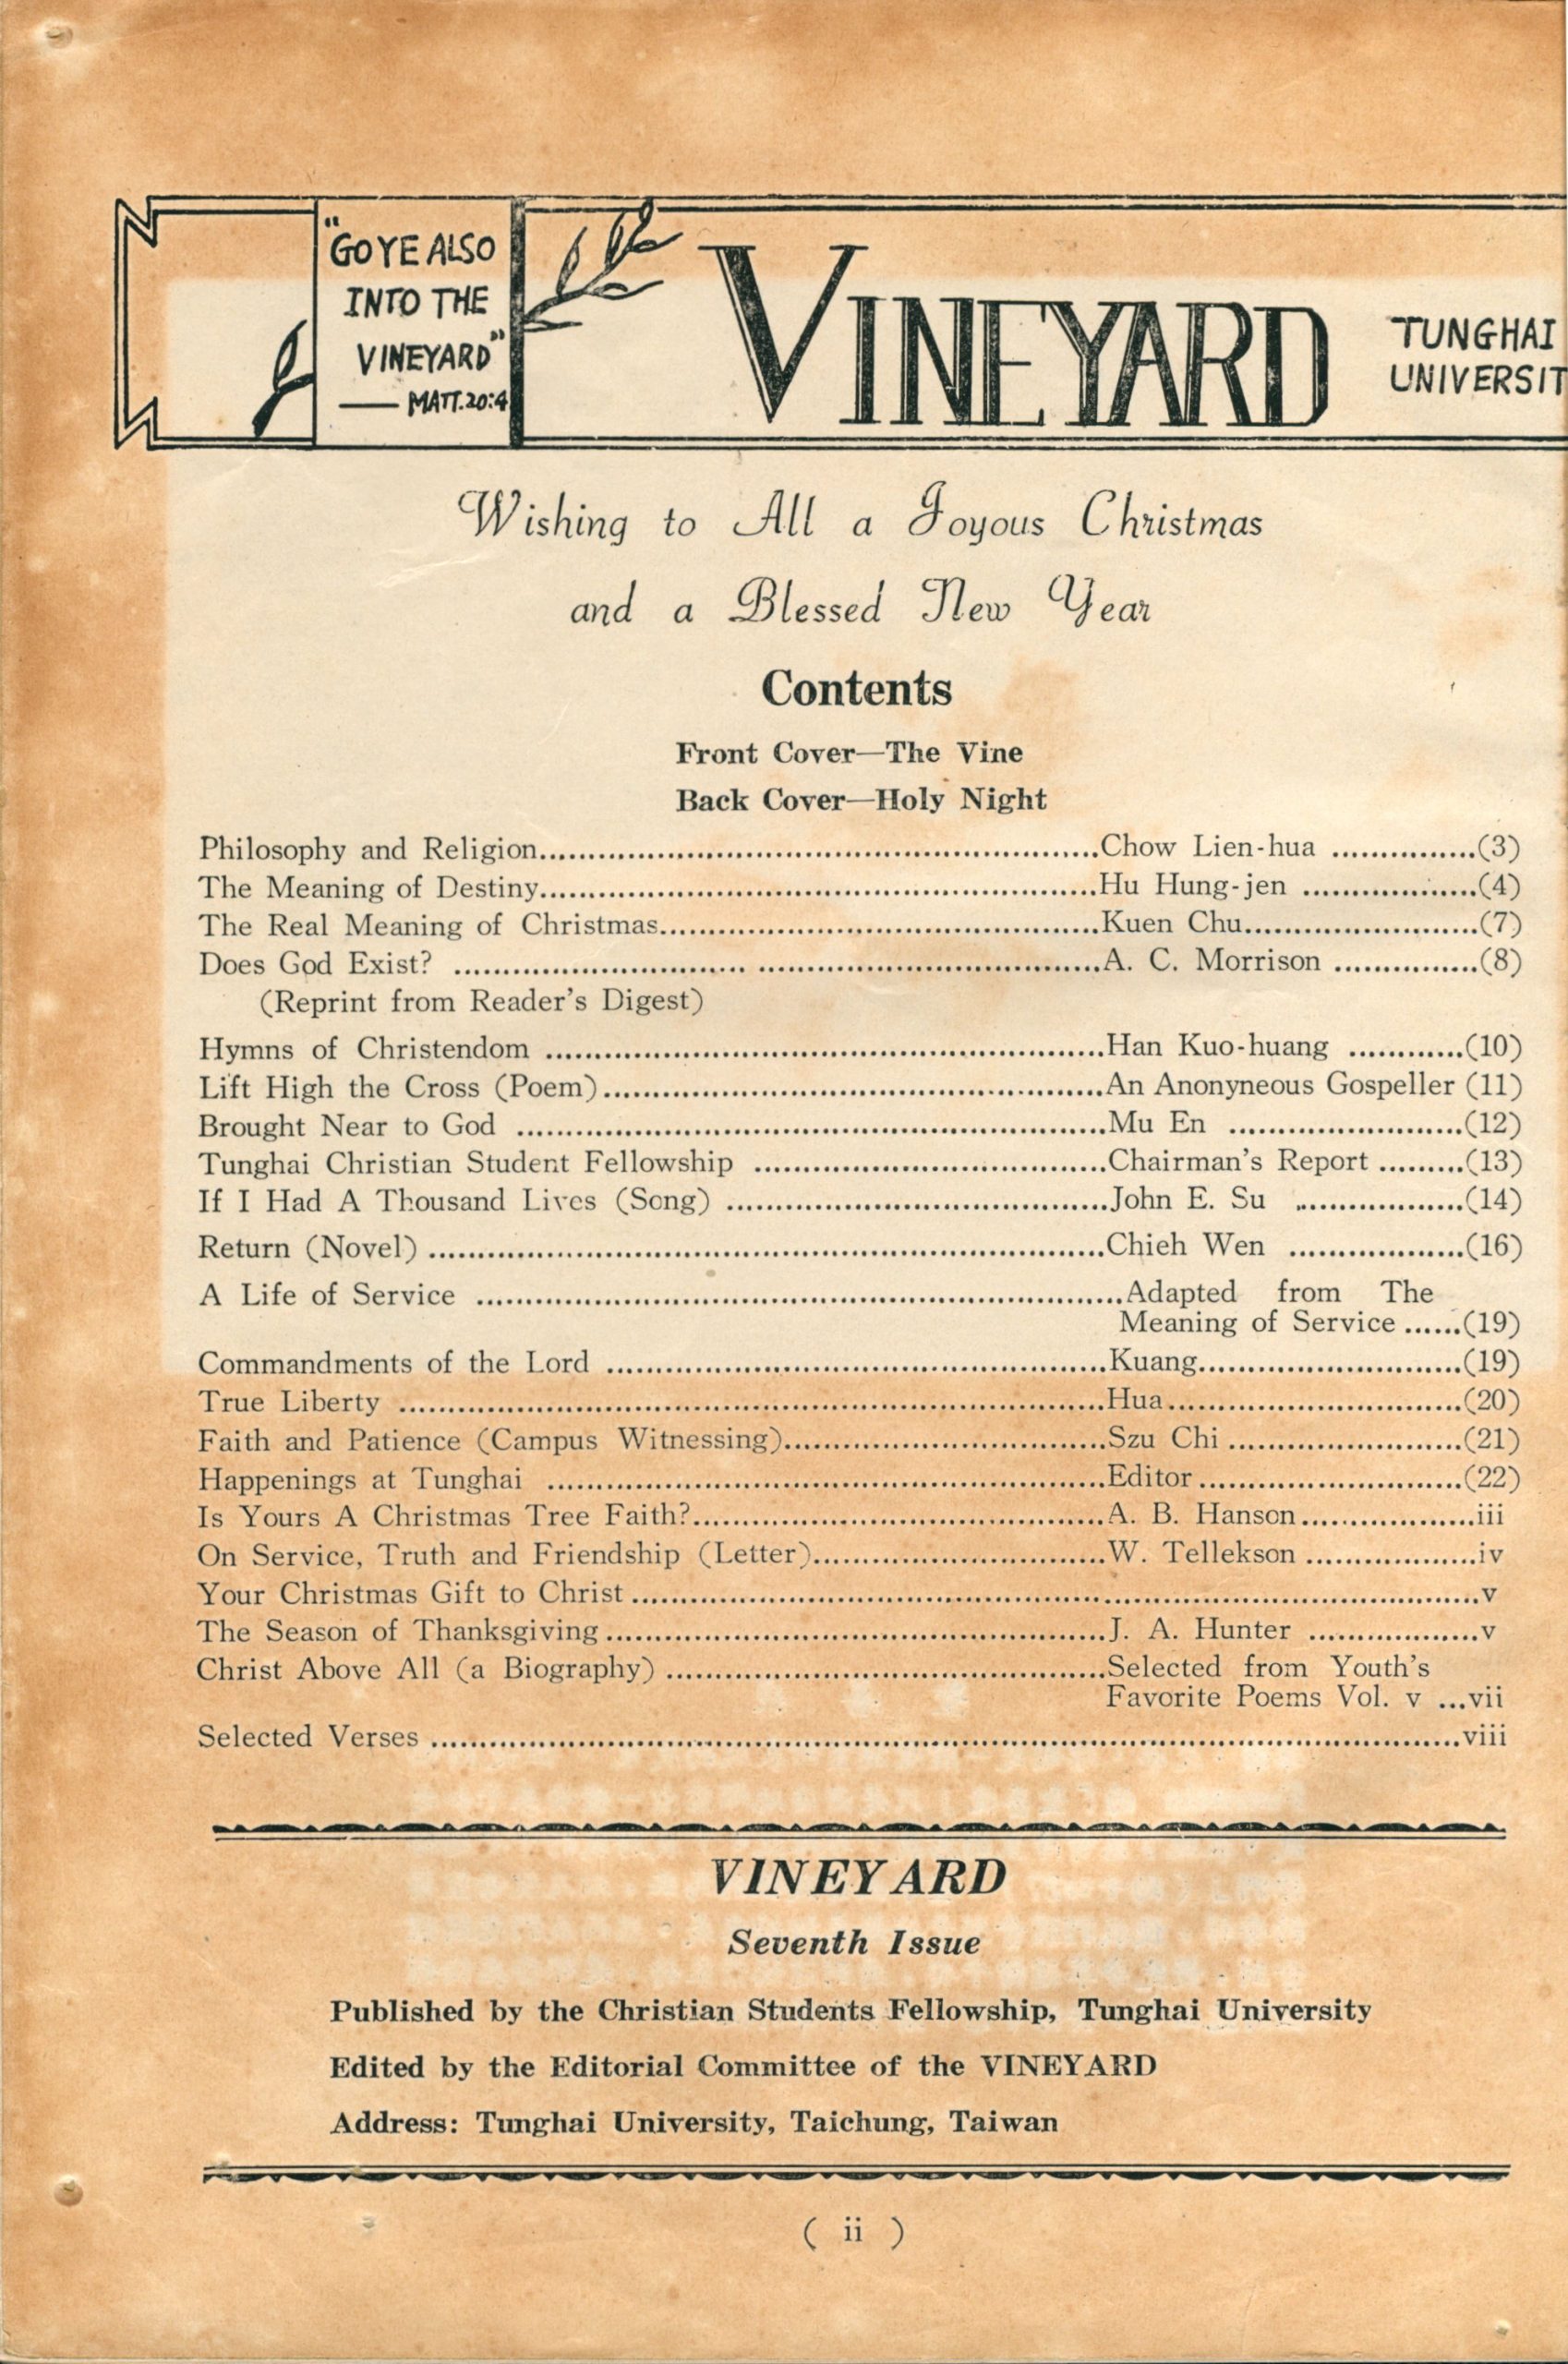 "GO YE ALSO
INTO THE
VINEYARD"
— MATT.20:4
VINEYARD
TUNGHAI
UNIVERSIT
Wishing to All a Joyous Christmas
and a Blessed New Year
Contents
Front Cover—The Vine
Back Cover—Holy Night
Philosophy and Religion................Chow Lien-hua ...............(3)
The Meaning of Destiny................Hu Hung-jen ..................(4)
The Real Meaning of Christmas................Kuen Chu........................(7)
Does God Exist? ................A. C. Morrison ...............(8)
(Reprint from Reader's Digest)
Hymns of Christendom ................Han Kuo-huang ............(10)
Lift High the Cross (Poem)................An Anonyneous Gospeller (11)
Brought Near to God ................Mu En ........................(12)
Tunghai Christian Student Fellowship ................Chairman's Report .........(13)
If I Had A Thousand Lives (Song) ................John E. Su ..................(14)
Return (Novel) ................Chieh Wen ..................(16)
A Life of Service ................Adapted from The
Meaning of Service ......(19)
Commandments of the Lord ................Kuang...........................(19)
True Liberty ................Hua..............................(20)
Faith and Patience (Campus Witnessing)................Szu Chi ........................(21)
Happenings at Tunghai ................Editor ...........................(22)
Is Yours A Christmas Tree Faith?................A. B. Hanson..................iii
On Service, Truth and Friendship (Letter)................W. Tellekson ..................iv
Your Christmas Gift to Christ ................v
The Season of Thanksgiving ................J. A. Hunter ..................v
Christ Above All (a Biography) ................Selected from Youth's
Favorite Poems Vol. v ...vii
Selected Verses ................viii
VINEYARD
Seventh Issue
Published by the Christian Students Fellowship, Tunghai University
Edited by the Editorial Committee of the VINEYARD
Address: Tunghai University, Taichung, Taiwan
( ii )